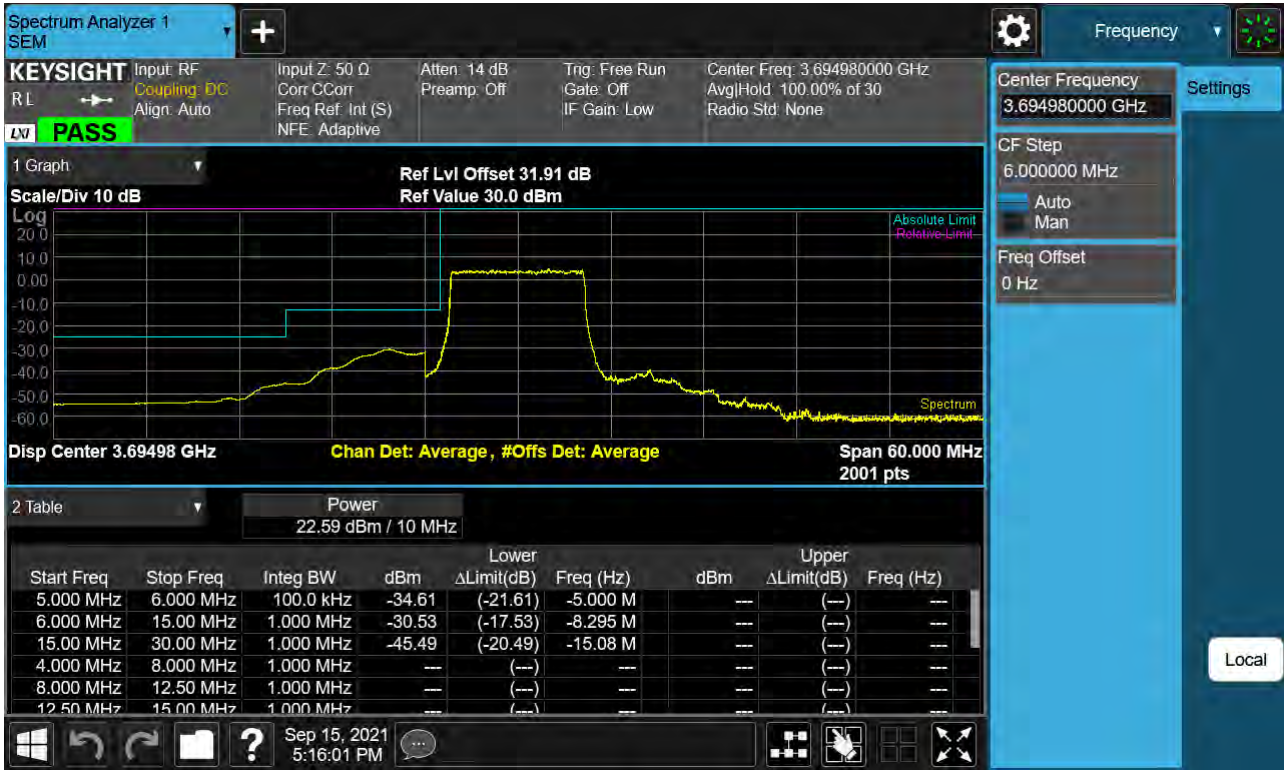 Spectrum Analyzer 1
SEM
Frequency
KEYSIGHT
RL
LXI PASS
Input: RF
Coupling: DC
Align: Auto
Input Z: 50 Ω
Corr CCorr
Freq Ref: Int (S)
NFE: Adaptive
Atten: 14 dB
Preamp: Off
Trig: Free Run
Gate: Off
IF Gain: Low
Center Freq: 3.694980000 GHz
Avg|Hold: 100.00% of 30
Radio Std: None
Center Frequency
3.694980000 GHz
Settings
CF Step
6.000000 MHz
Auto
Man
Freq Offset
0 Hz
Local
1 Graph
Ref Lvl Offset 31.91 dB
Scale/Div 10 dB
Ref Value 30.0 dBm
Log
20.0
10.0
0.00
-10.0
-20.0
-30.0
-40.0
-50.0
-60.0
Absolute Limit
Relative Limit
Spectrum
Disp Center 3.69498 GHz
Chan Det: Average, #Offs Det: Average
Span 60.000 MHz
2001 pts
2 Table
Power
22.59 dBm / 10 MHz
Lower Upper
Start Freq Stop Freq Integ BW dBm ΔLimit(dB) Freq (Hz) dBm ΔLimit(dB) Freq (Hz)
5.000 MHz 6.000 MHz 100.0 kHz -34.61 (-21.61) -5.000 M --- (---) ---
6.000 MHz 15.00 MHz 1.000 MHz -30.53 (-17.53) -8.295 M --- (---) ---
15.00 MHz 30.00 MHz 1.000 MHz -45.49 (-20.49) -15.08 M --- (---) ---
4.000 MHz 8.000 MHz 1.000 MHz --- (---) --- --- (---) ---
8.000 MHz 12.50 MHz 1.000 MHz --- (---) --- --- (---) ---
12.50 MHz 15.00 MHz 1.000 MHz --- (---) --- --- (---) ---
?
Sep 15, 2021
5:16:01 PM